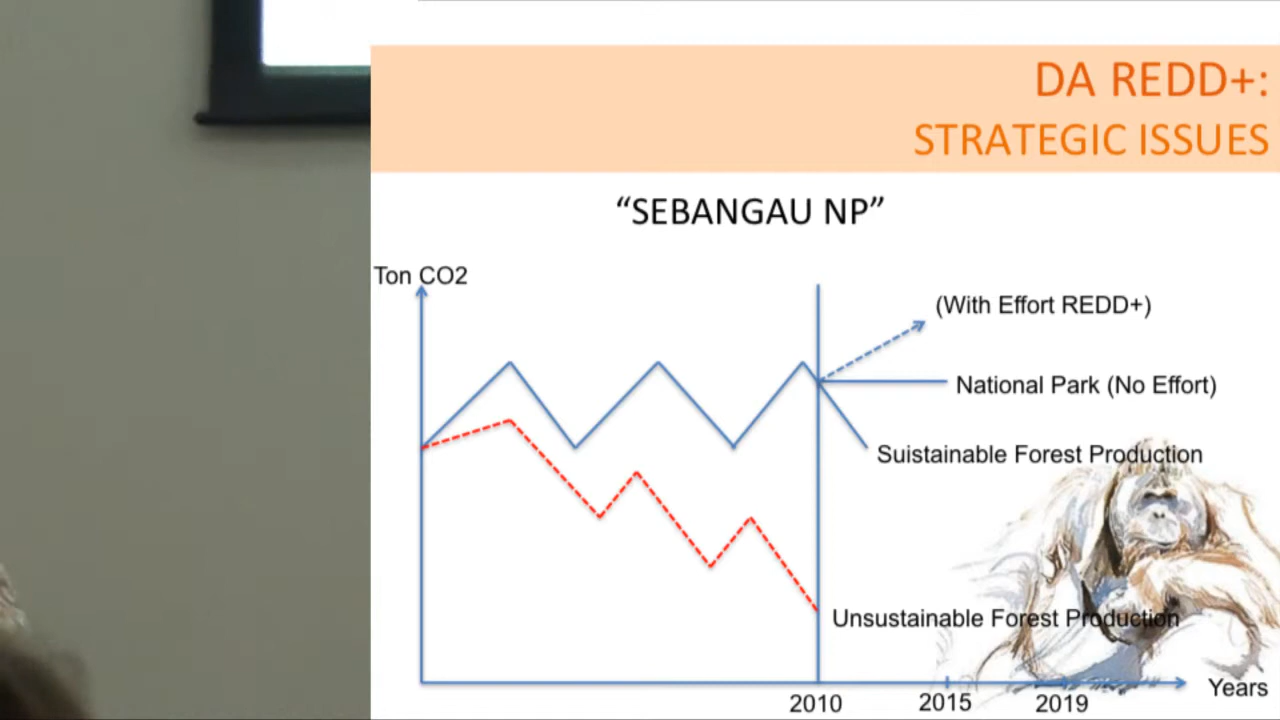 DA REDD+:
STRATEGIC ISSUES
“SEBANGAU NP”
Ton CO2
(With Effort REDD+)
National Park (No Effort)
Suistainable Forest Production
Unsustainable Forest Production
Years
2010
2015
2019